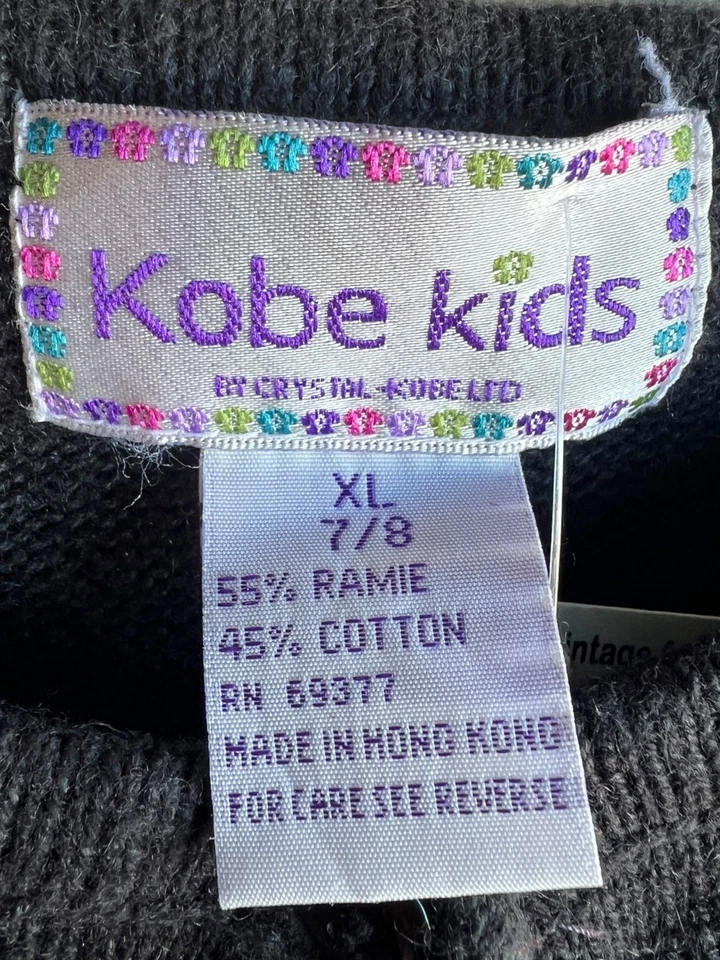 Kobe kids
BY CRYSTAL-KOBE LTD
XL
7/8
55% RAMIE
45% COTTON
RN 69377
MADE IN HONG KONG
FOR CARE SEE REVERSE